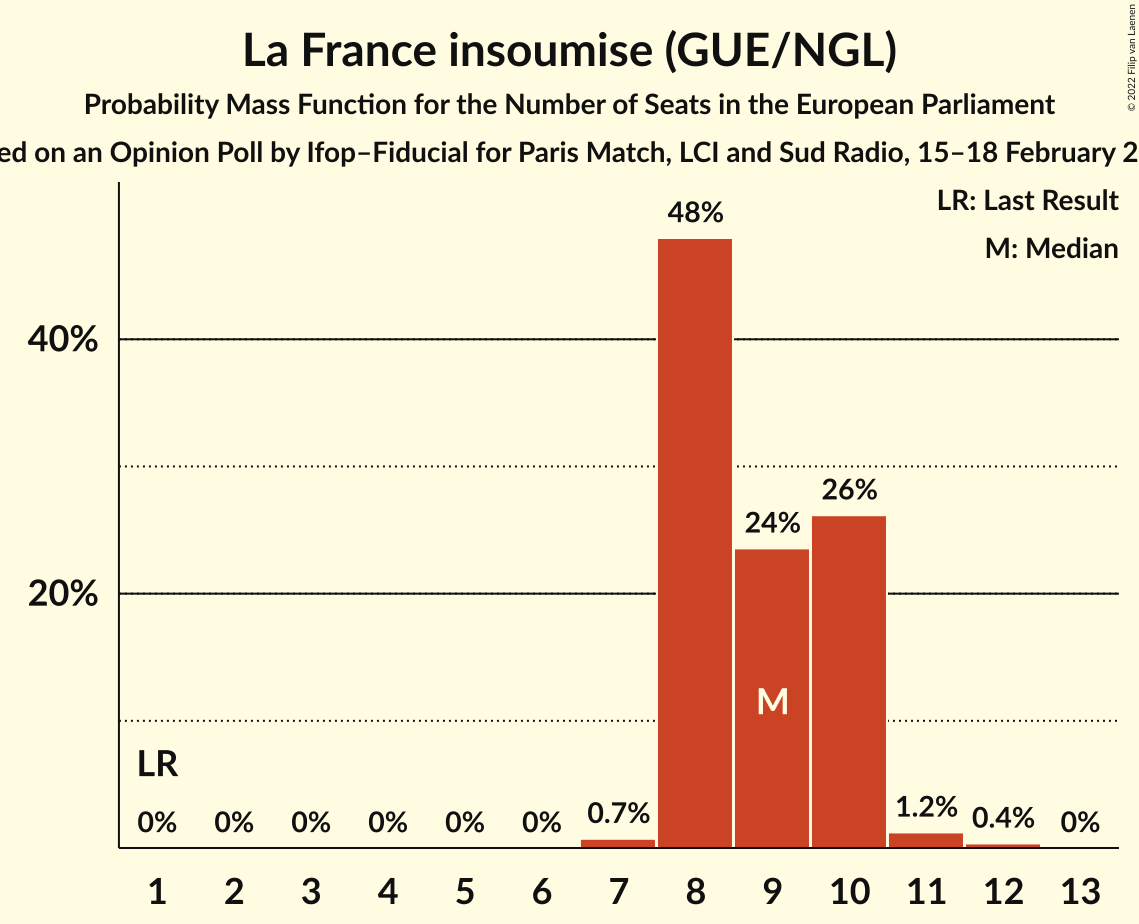 La France insoumise (GUE/NGL)
Probability Mass Function for the Number of Seats in the European Parliament
on an Opinion Poll by Ifop–Fiducial for Paris Match, LCI and Sud Radio, 15–18 February
© 2022 Filip van Laenen
LR: Last Result
M: Median
48%
40%
26%
24%
20%
M
LR
0% 0% 0% 0% 0% 0% 0.7% 1.2% 0.4% 0%
1 2 3 4 5 6 7 8 9 10 11 12 13